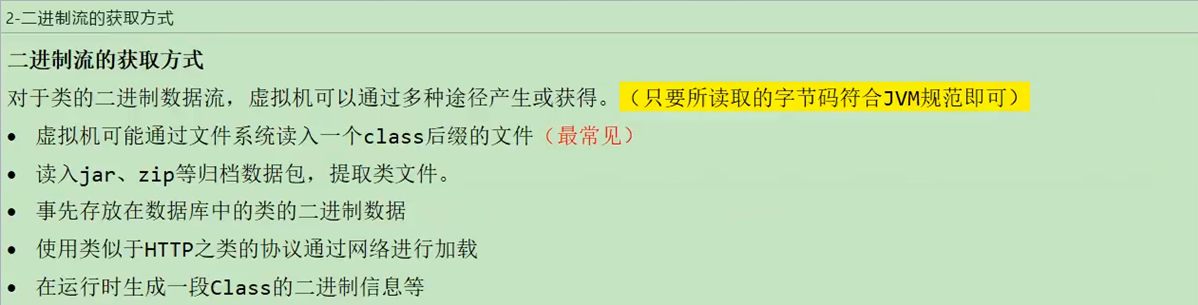 2-二进制流的获取方式
二进制流的获取方式
对于类的二进制数据流，虚拟机可以通过多种途径产生或获得。（只要所读取的字节码符合JVM规范即可）
• 虚拟机可能通过文件系统读入一个class后缀的文件（最常见）
• 读入jar、zip等归档数据包，提取类文件。
• 事先存放在数据库中的类的二进制数据
• 使用类似于HTTP之类的协议通过网络进行加载
• 在运行时生成一段Class的二进制信息等